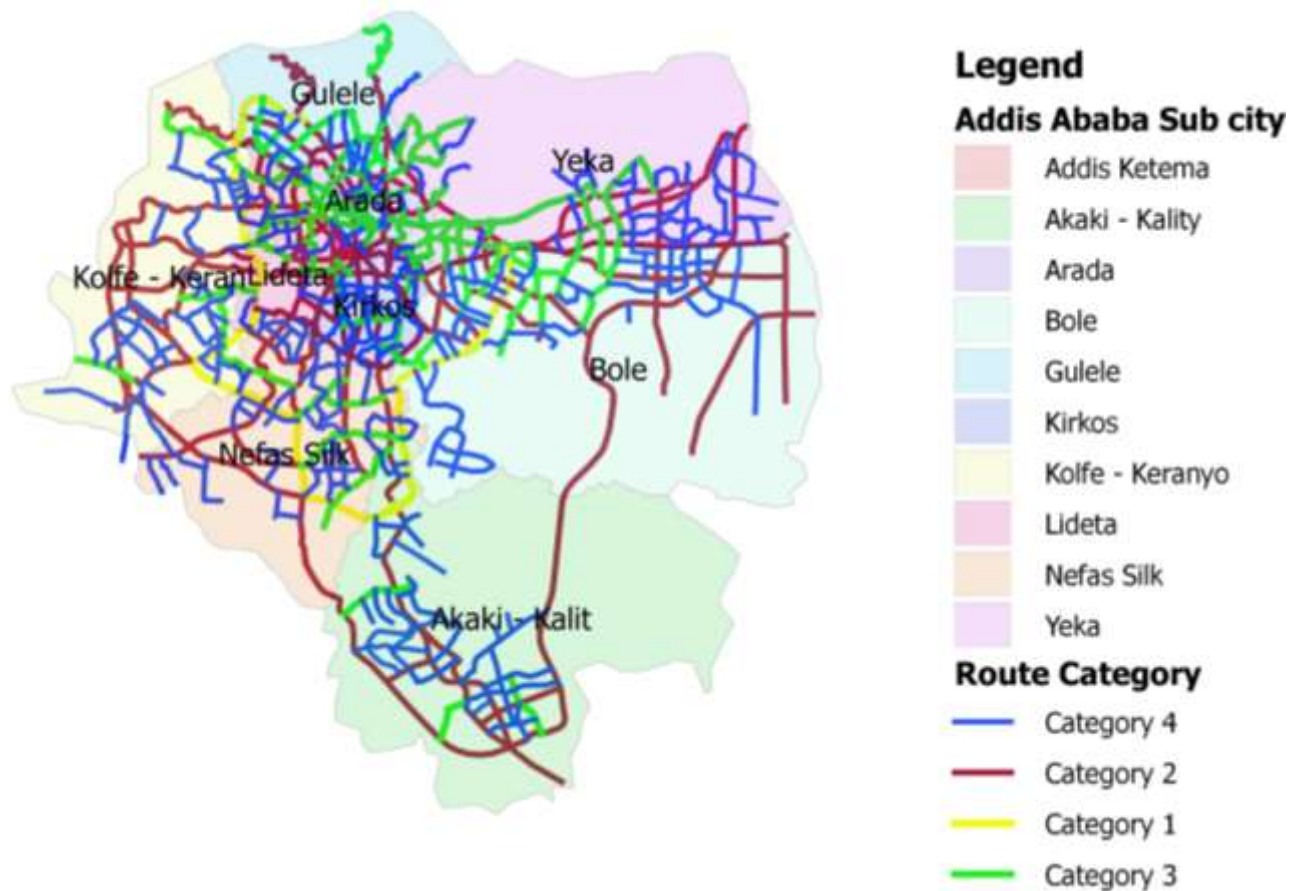 Gulele
Yeka
Arada
Kolfe - Keran
Lideta
Kirkos
Bole
Nefas Silk
Akaki - Kalit
Legend
Addis Ababa Sub city
Addis Ketema
Akaki - Kality
Arada
Bole
Gulele
Kirkos
Kolfe - Keranyo
Lideta
Nefas Silk
Yeka
Route Category
Category 4
Category 2
Category 1
Category 3